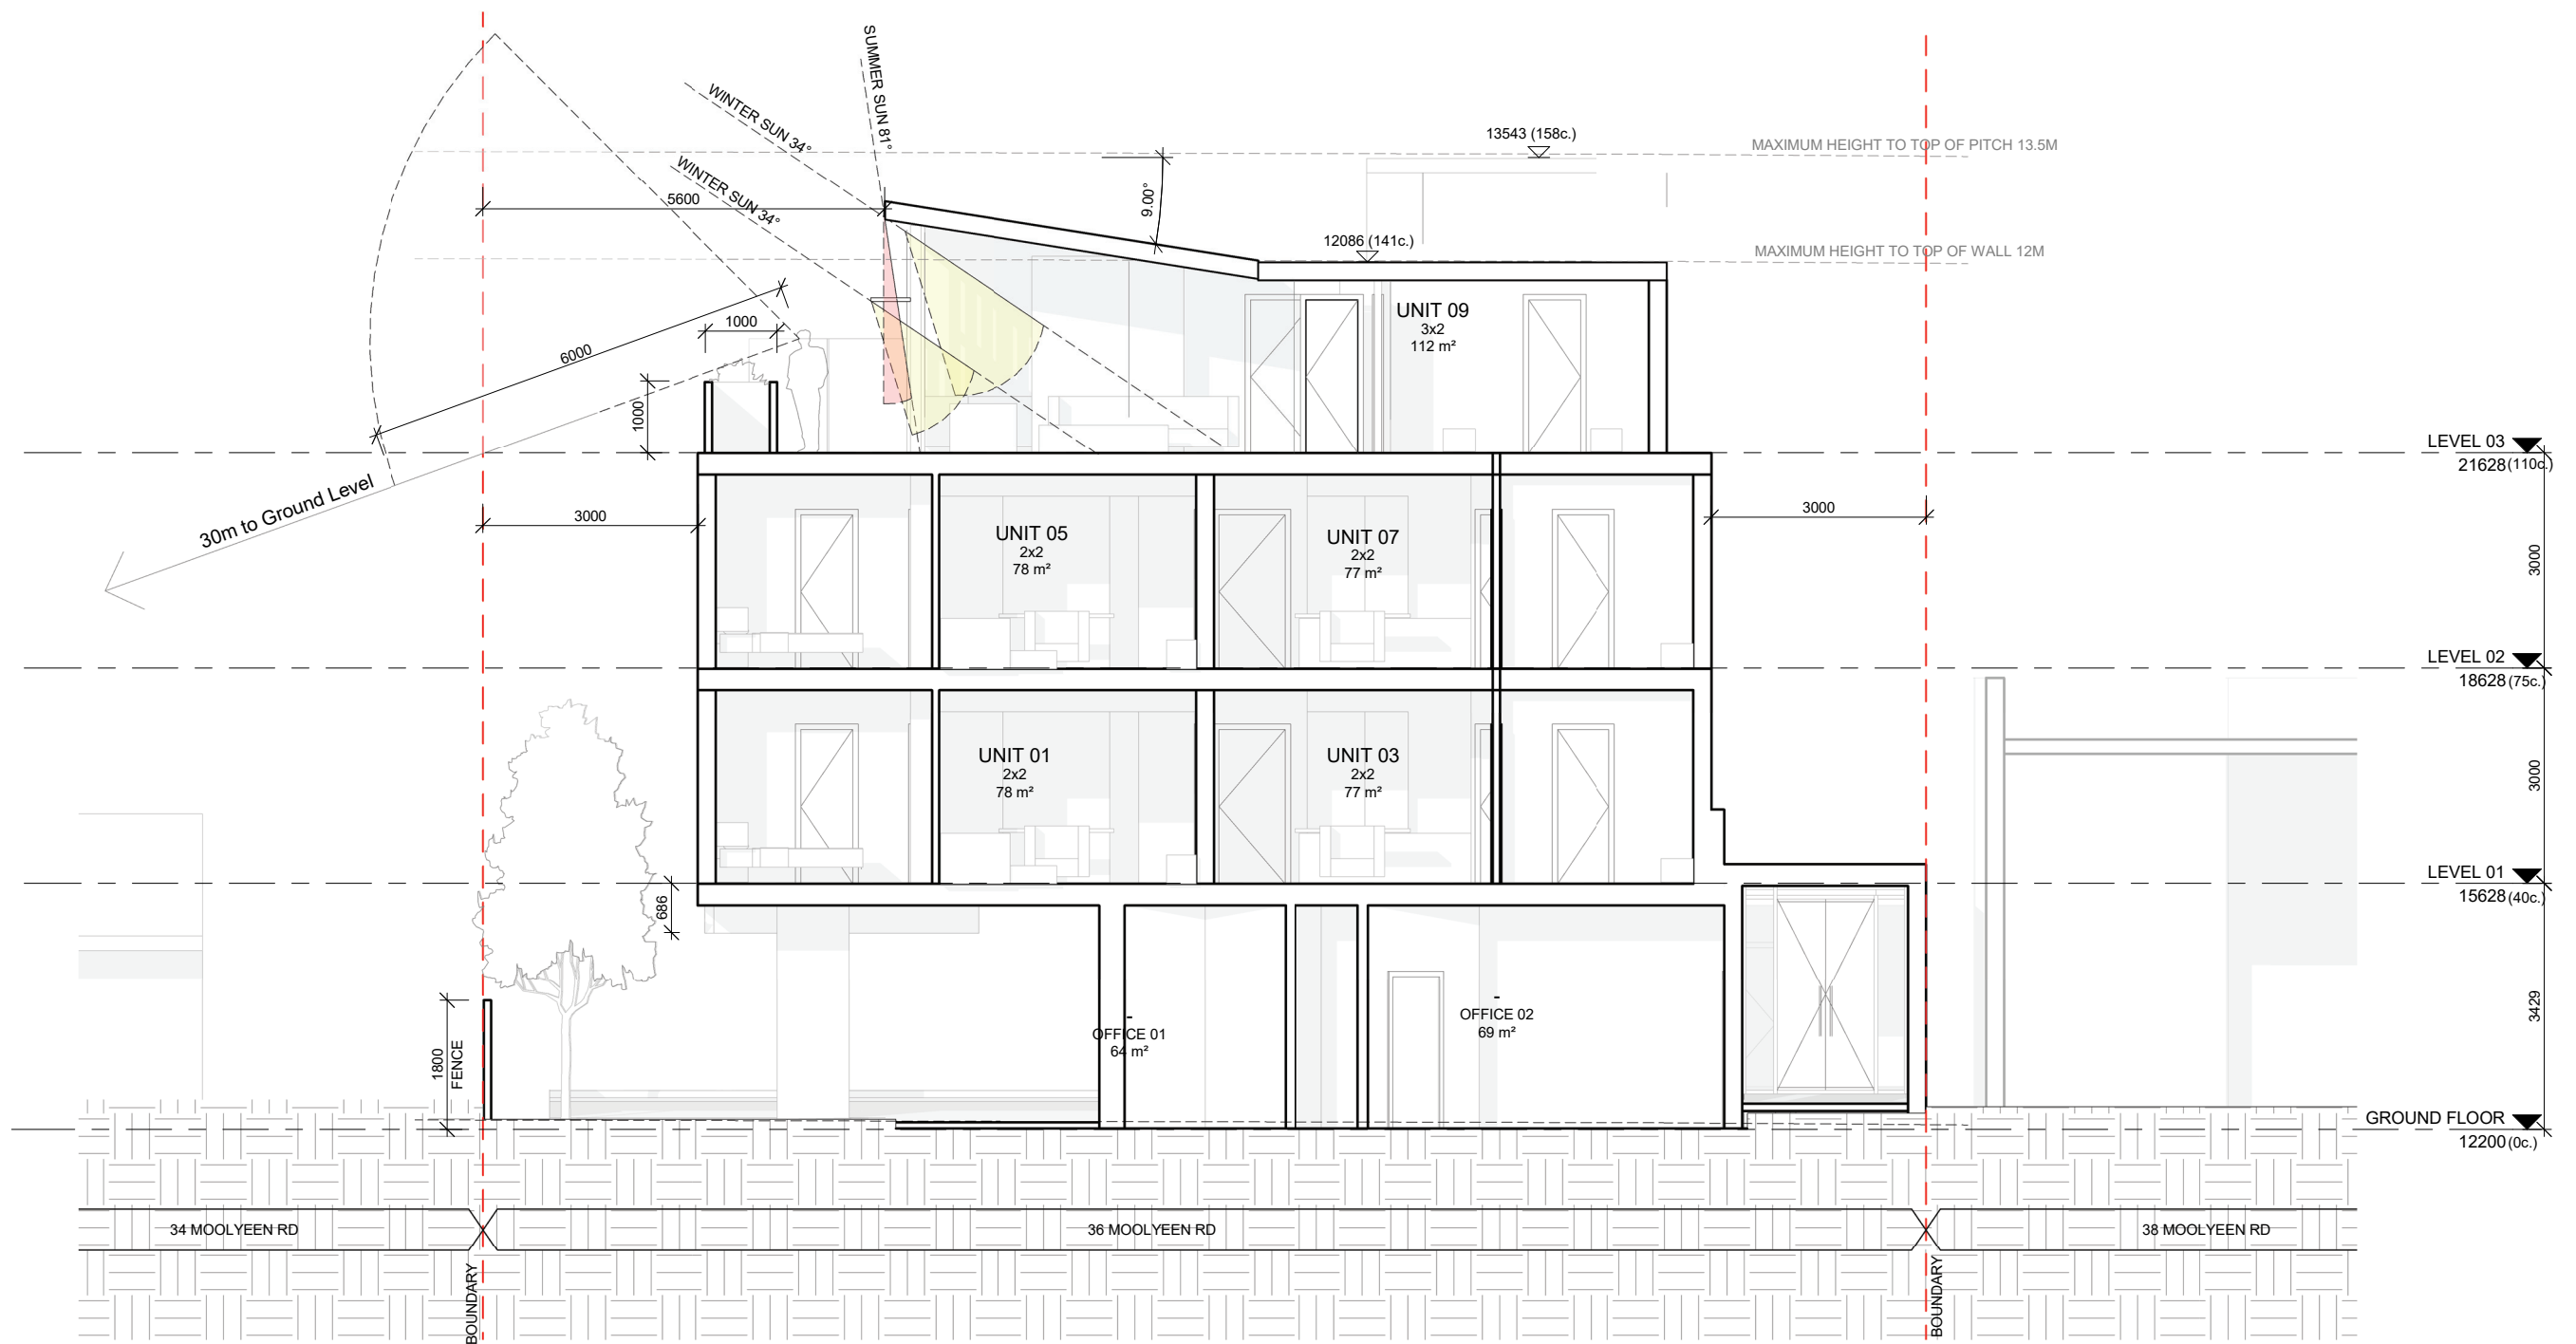 SUMMER SUN 81°
WINTER SUN 34°
WINTER SUN 34°
13543 (158c.)
MAXIMUM HEIGHT TO TOP OF PITCH 13.5M
5600
9.00°
12086 (141c.)
MAXIMUM HEIGHT TO TOP OF WALL 12M
1000
6000
1000
UNIT 09
3x2
112 m²
LEVEL 03
21628 (110c.)
30m to Ground Level
3000
3000
UNIT 05
2x2
78 m²
UNIT 07
2x2
77 m²
3000
LEVEL 02
18628 (75c.)
UNIT 01
2x2
78 m²
UNIT 03
2x2
77 m²
3000
LEVEL 01
15628 (40c.)
686
OFFICE 01
64 m²
-
OFFICE 02
69 m²
-
3429
1800
FENCE
GROUND FLOOR
12200 (0c.)
34 MOOLYEEN RD
36 MOOLYEEN RD
38 MOOLYEEN RD
BOUNDARY
BOUNDARY